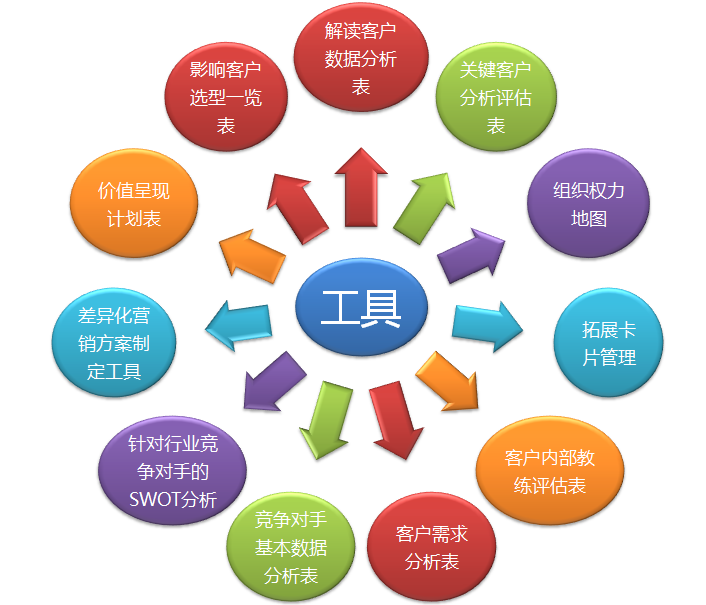 解读客户
数据分析
表
关键客户
分析评估
表
组织权力
地图
拓展卡
片管理
客户内部教
练评估表
客户需求
分析表
竞争对手
基本数据
分析表
针对行业竞
争对手的
SWOT分析
差异化营
销方案制
定工具
价值呈现
计划表
影响客户
选型一览
表
工具